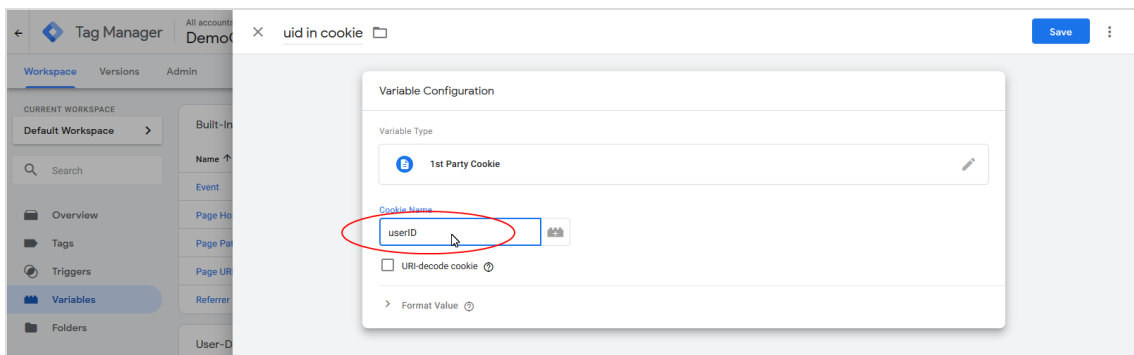 Tag Manager
All accounts
Demo
uid in cookie
Save
Workspace Versions Admin
CURRENT WORKSPACE
Default Workspace
Search
Overview
Tags
Triggers
Variables
Folders
Built-In
Name
Event
Page Ho
Page Pat
Page UR
Referrer
User-D
Variable Configuration
Variable Type
1st Party Cookie
Cookie Name
userID
URI-decode cookie
Format Value